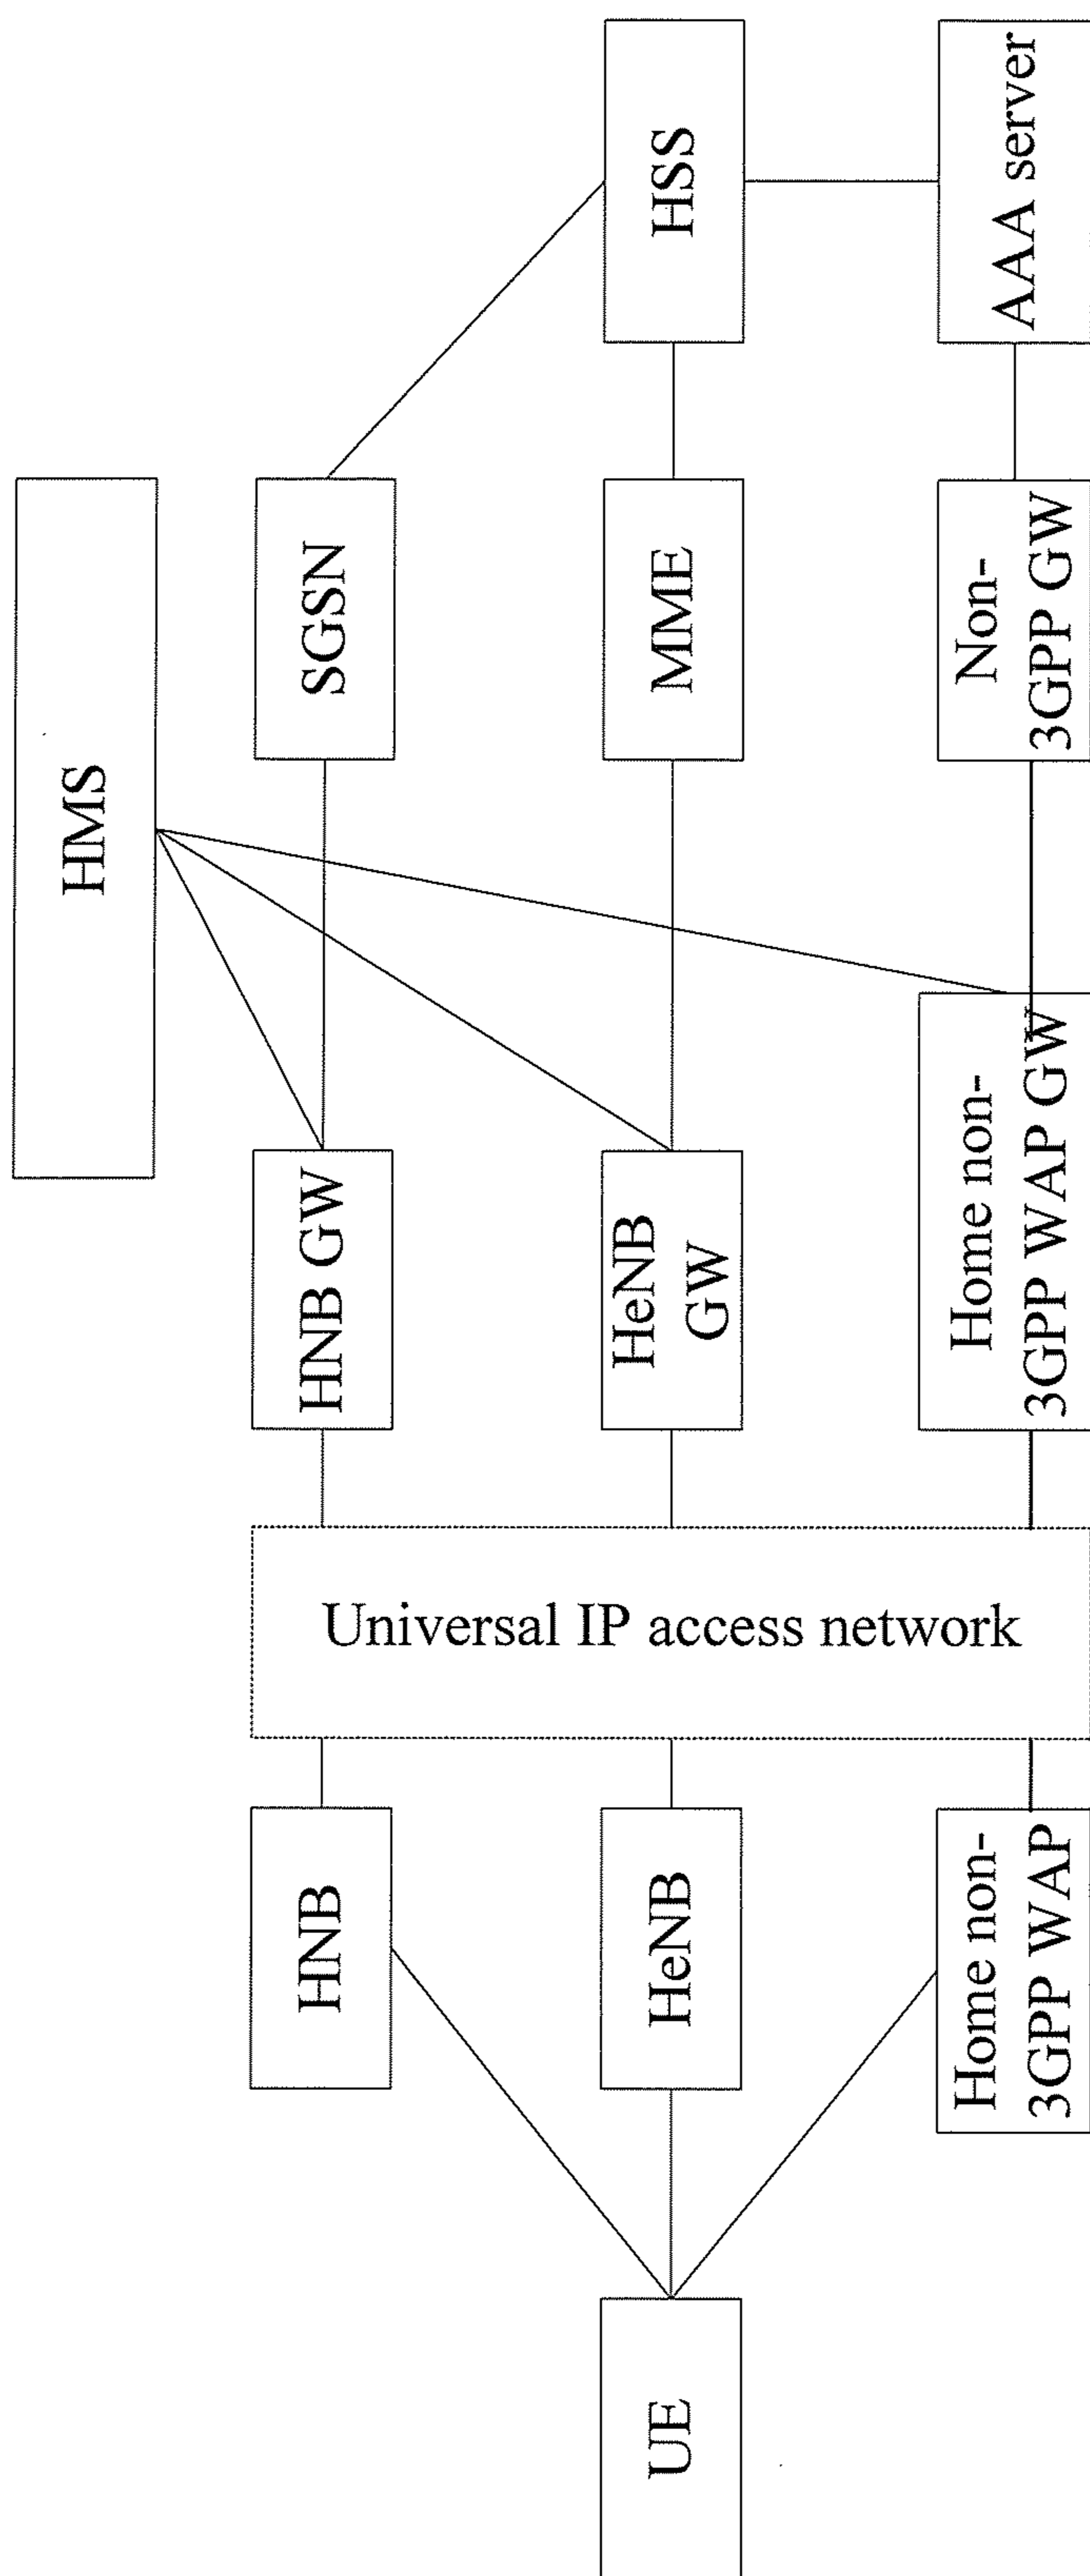 HMS
HNB
HNB GW
SGSN
UE
HeNB
Universal IP access network
HeNB
GW
MME
HSS
Home non-
3GPP WAP
Home non-
3GPP WAP GW
Non-
3GPP GW
AAA server